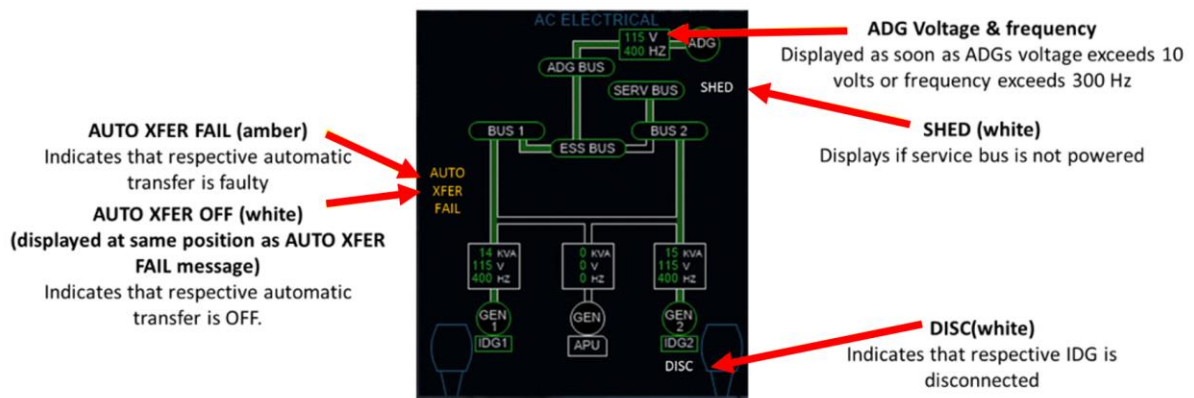 AC ELECTRICAL
115 V
400 HZ
ADG
ADG BUS
SERV BUS
SHED
BUS 1
BUS 2
ESS BUS
AUTO
XFER
FAIL
14 KVA
115 V
400 HZ
0 KVA
0 V
0 HZ
15 KVA
115 V
400 HZ
GEN
1
GEN
GEN
2
IDG1
APU
IDG2
DISC
AUTO XFER FAIL (amber)
Indicates that respective automatic
transfer is faulty
AUTO XFER OFF (white)
(displayed at same position as AUTO XFER
FAIL message)
Indicates that respective automatic
transfer is OFF.
ADG Voltage & frequency
Displayed as soon as ADGs voltage exceeds 10
volts or frequency exceeds 300 Hz
SHED (white)
Displays if service bus is not powered
DISC(white)
Indicates that respective IDG is
disconnected